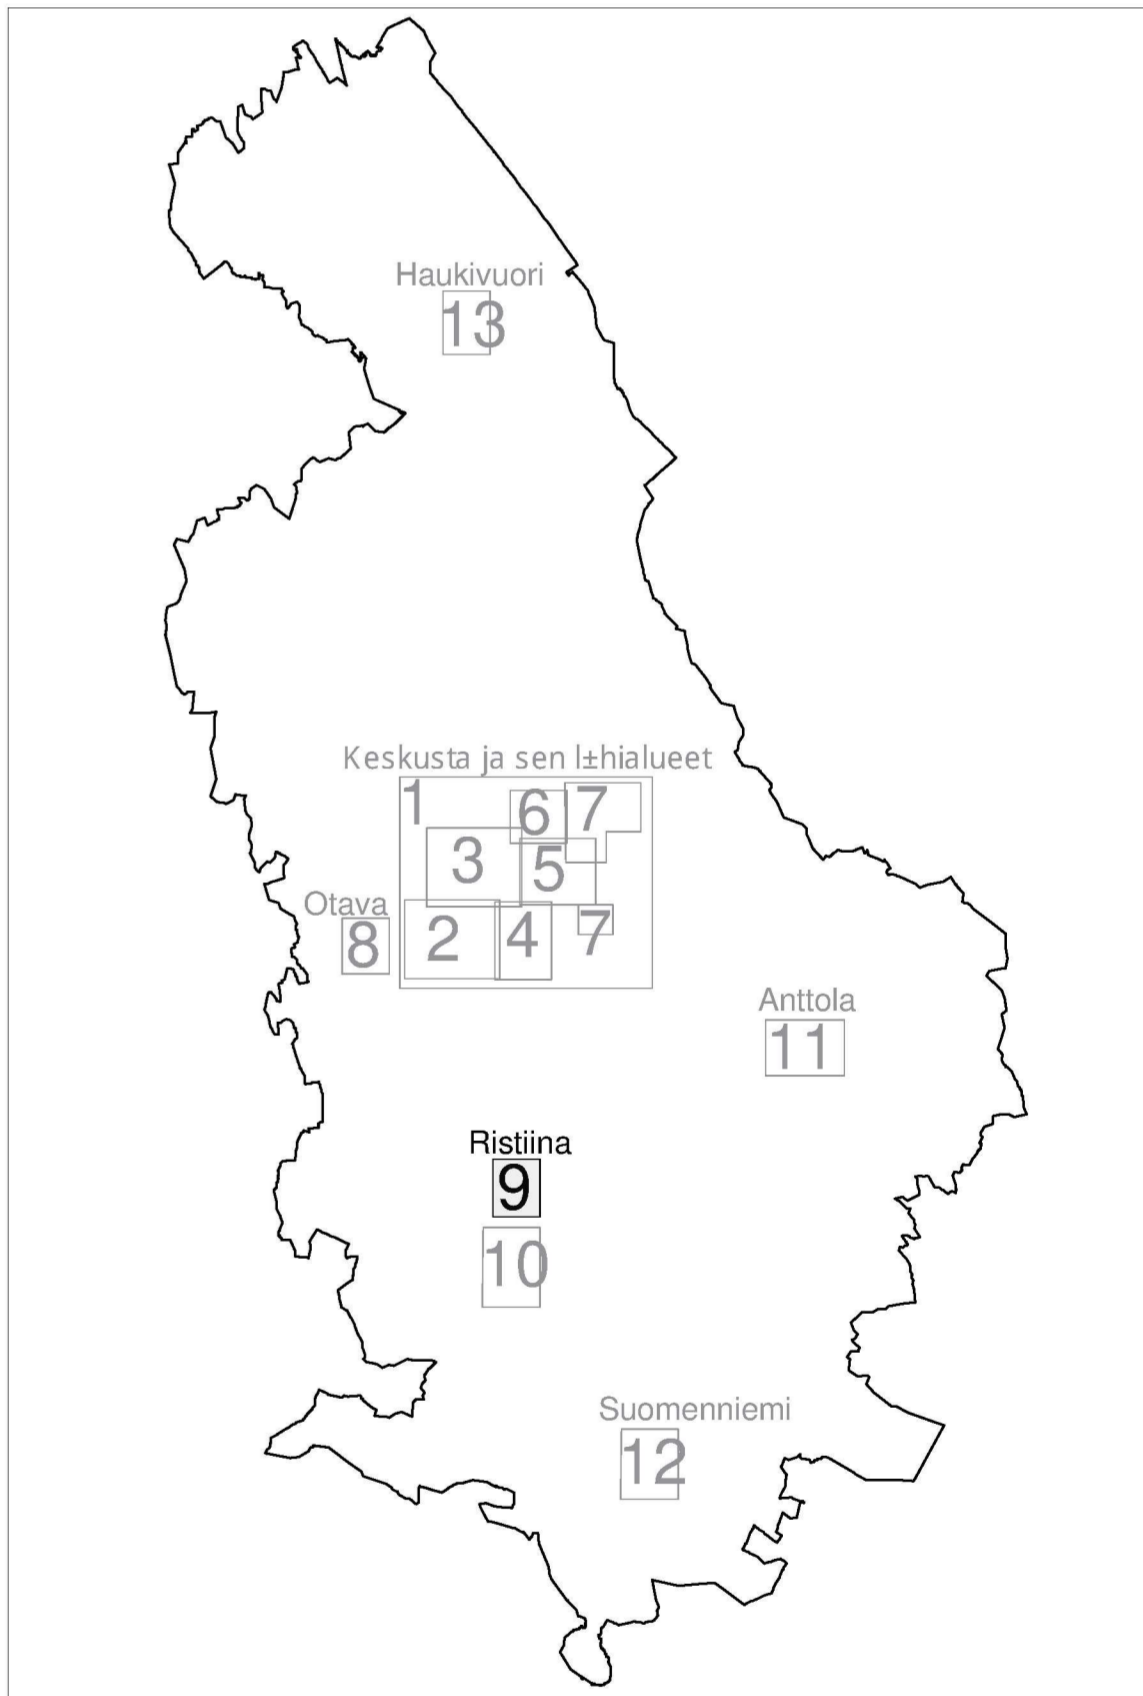 Haukivuori
13
Keskusta ja sen l±hialueet
1
6
7
3
5
Otava
8
2
4
7
Anttola
11
Ristiina
9
10
Suomenniemi
12